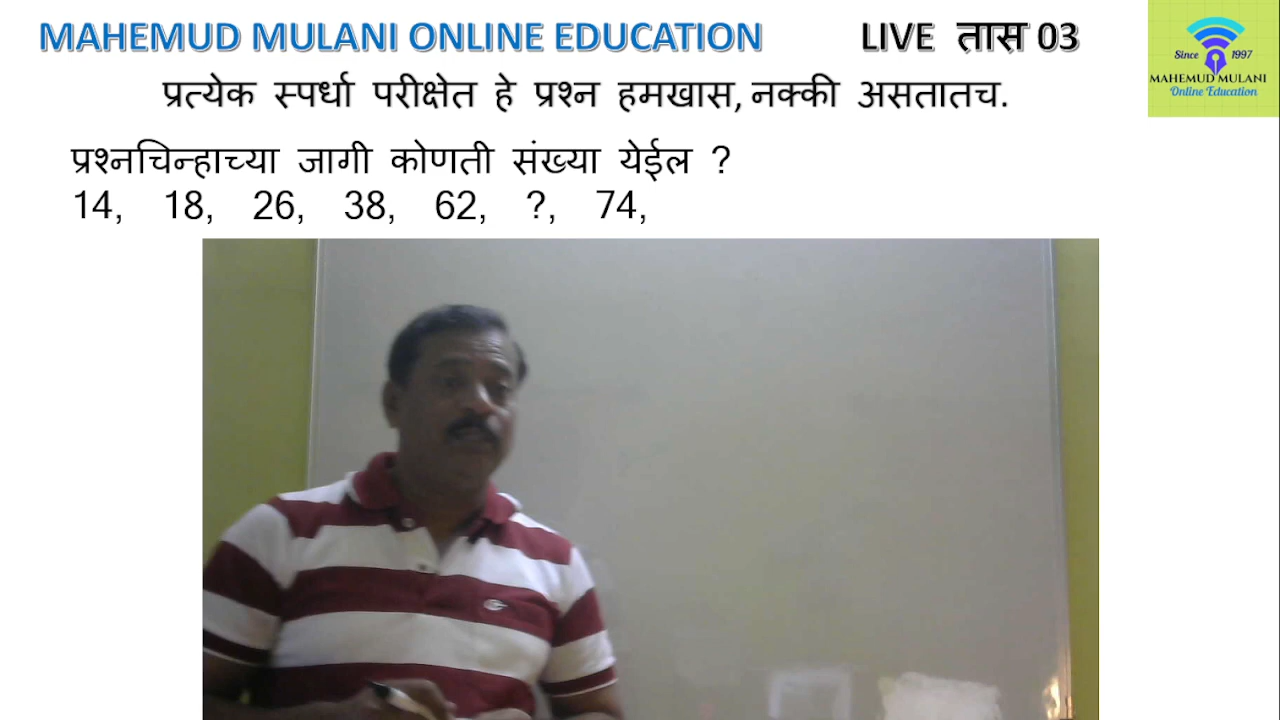 MAHEMUD MULANI ONLINE EDUCATION LIVE तास 03
Since 1997
MAHEMUD MULANI
Online Education
प्रत्येक स्पर्धा परीक्षेत हे प्रश्न हमखास, नक्की असतातच.
प्रश्नचिन्हाच्या जागी कोणती संख्या येईल ?
14, 18, 26, 38, 62, ?, 74,